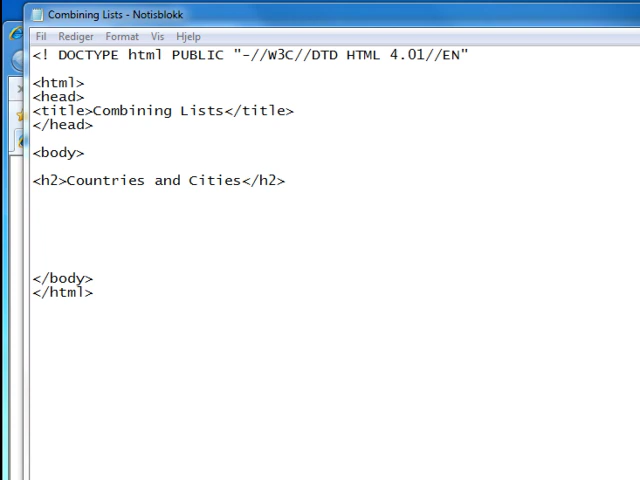 Combining Lists - Notisblokk
Fil Rediger Format Vis Hjelp
<! DOCTYPE html PUBLIC "-//W3C//DTD HTML 4.01//EN"
<html>
<head>
<title>Combining Lists</title>
</head>
<body>
<h2>Countries and Cities</h2>
</body>
</html>